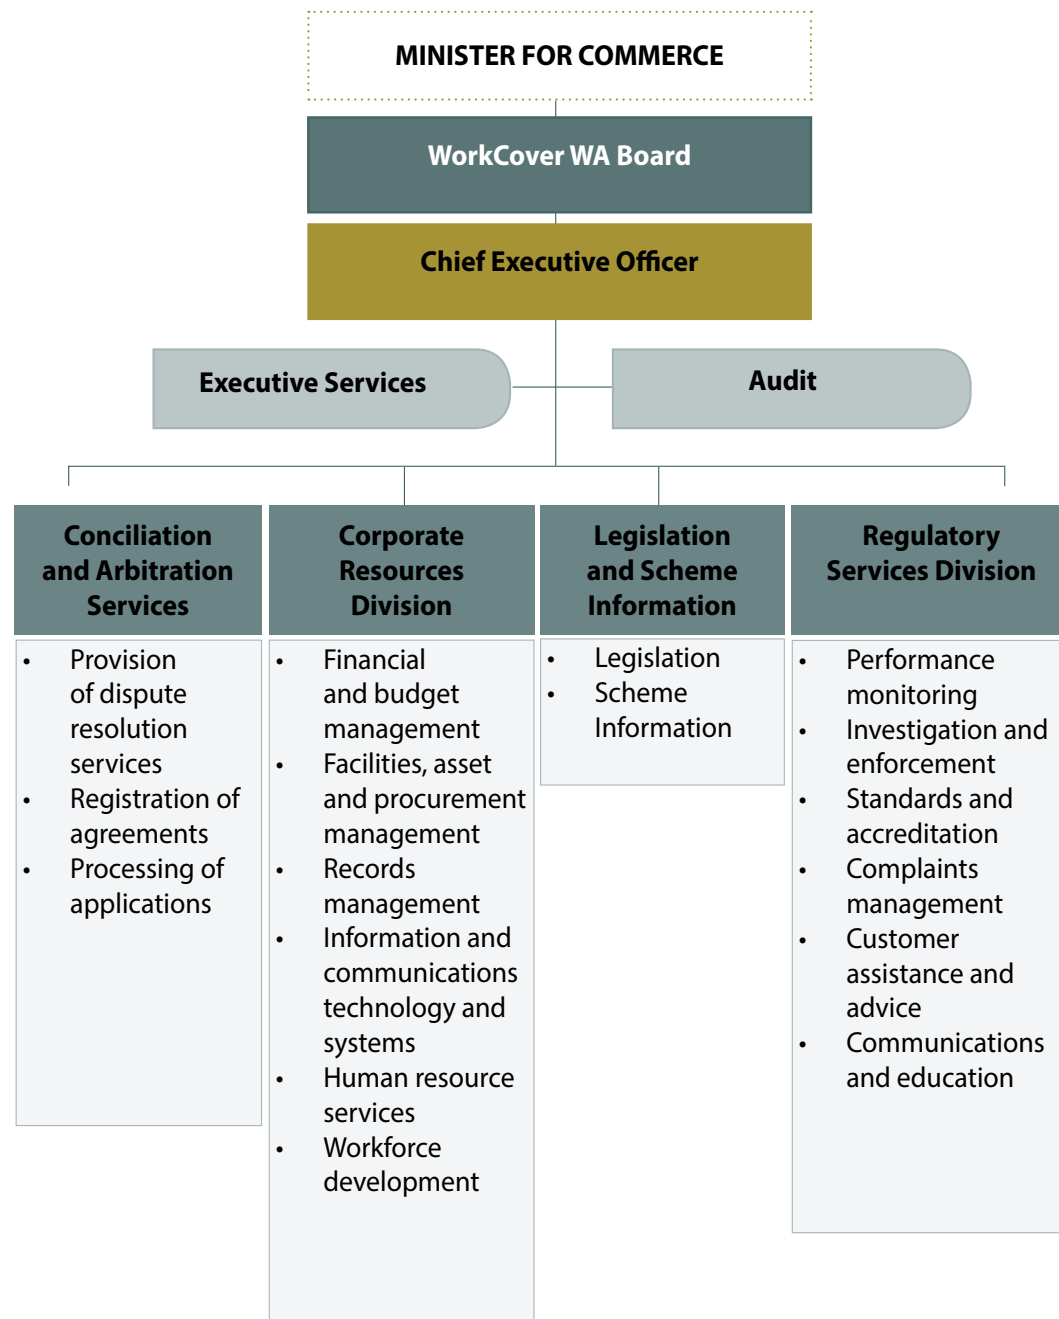 MINISTER FOR COMMERCE
WorkCover WA Board
Chief Executive Officer
Executive Services
Audit
Conciliation
and Arbitration
Services
• Provision
of dispute
resolution
services
• Registration of
agreements
• Processing of
applications
Corporate
Resources
Division
• Financial
and budget
management
• Facilities, asset
and procurement
management
• Records
management
• Information and
communications
technology and
systems
• Human resource
services
• Workforce
development
Legislation
and Scheme
Information
• Legislation
• Scheme
Information
Regulatory
Services Division
• Performance
monitoring
• Investigation and
enforcement
• Standards and
accreditation
• Complaints
management
• Customer
assistance and
advice
• Communications
and education